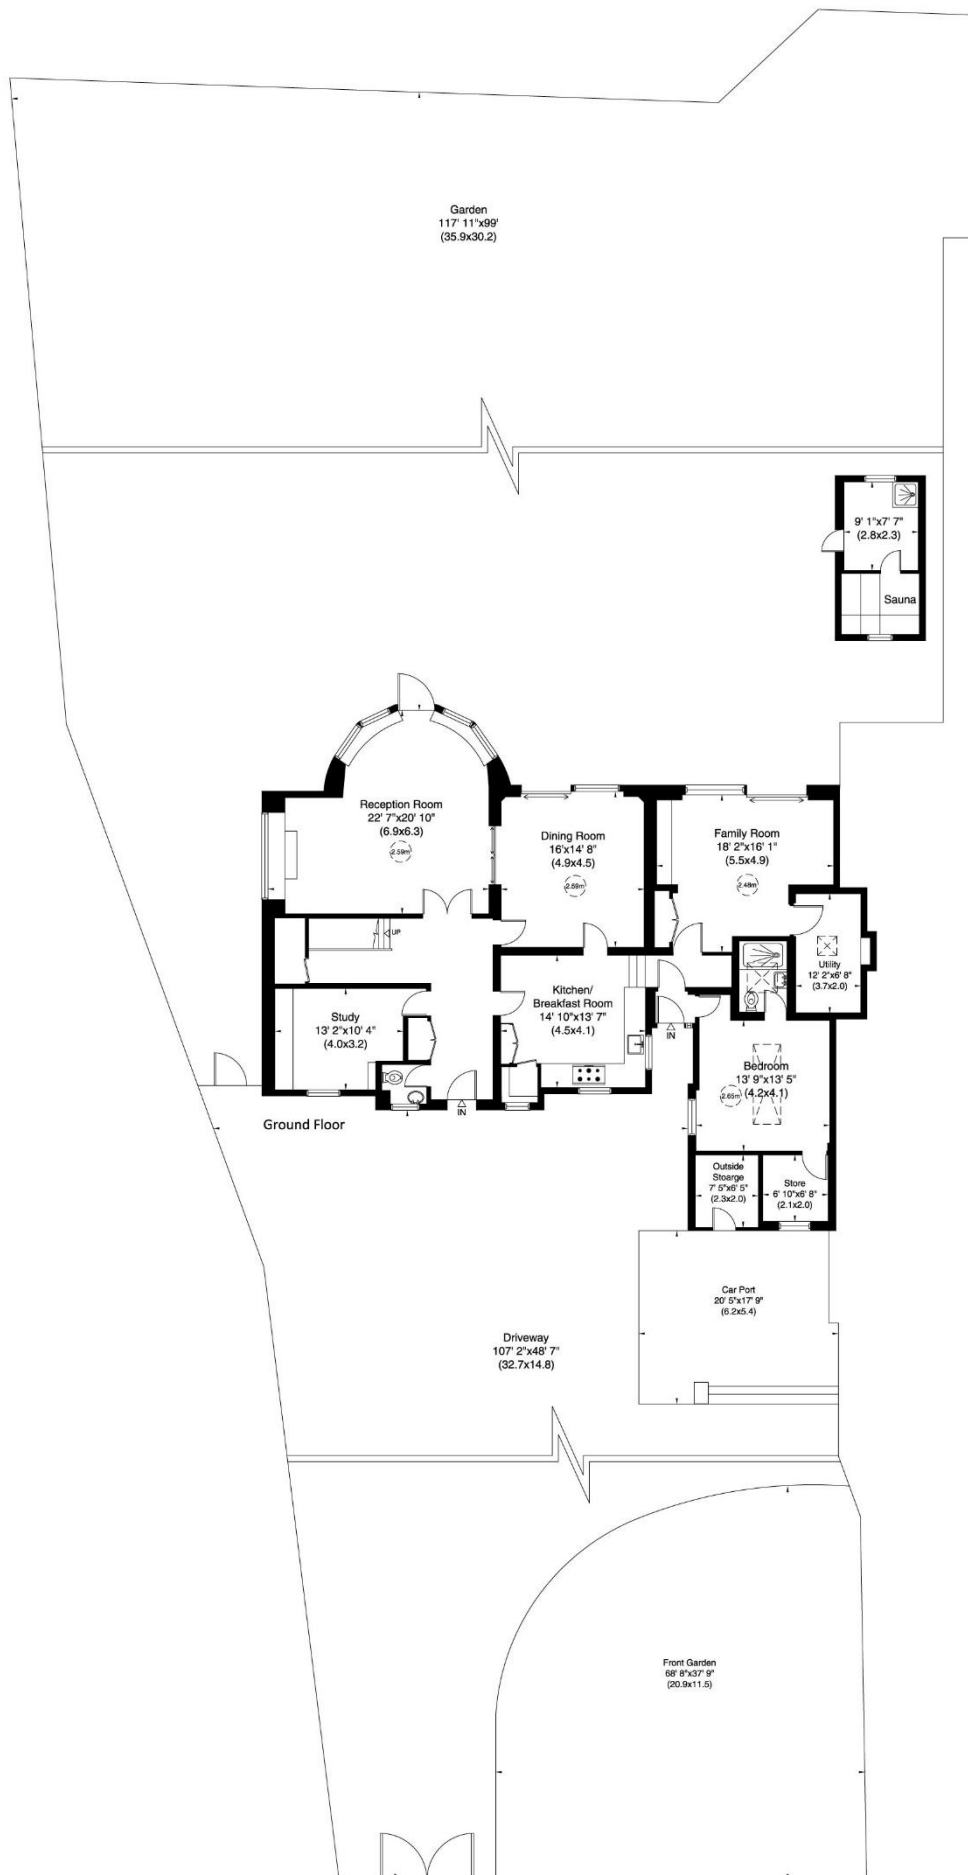 Garden
117' 11"x99'
(35.9x30.2)
9' 1"x7' 7"
(2.8x2.3)
Sauna
Reception Room
22' 7"x20' 10"
(6.9x6.3)
2.59m
Dining Room
16'x14' 8"
(4.9x4.5)
2.59m
Family Room
18' 2"x16' 1"
(5.5x4.9)
2.48m
UP
Utility
12' 2"x6' 8"
(3.7x2.0)
Kitchen/
Breakfast Room
14' 10"x13' 7"
(4.5x4.1)
Study
13' 2"x10' 4"
(4.0x3.2)
IN
IN
Bedroom
13' 9"x13' 5"
(4.2x4.1)
2.65m
Ground Floor
Outside
Stoarge
7' 5"x6' 5"
(2.3x2.0)
Store
6' 10"x6' 8"
(2.1x2.0)
Car Port
20' 5"x17' 9"
(6.2x5.4)
Driveway
107' 2"x48' 7"
(32.7x14.8)
Front Garden
68' 8"x37' 9"
(20.9x11.5)